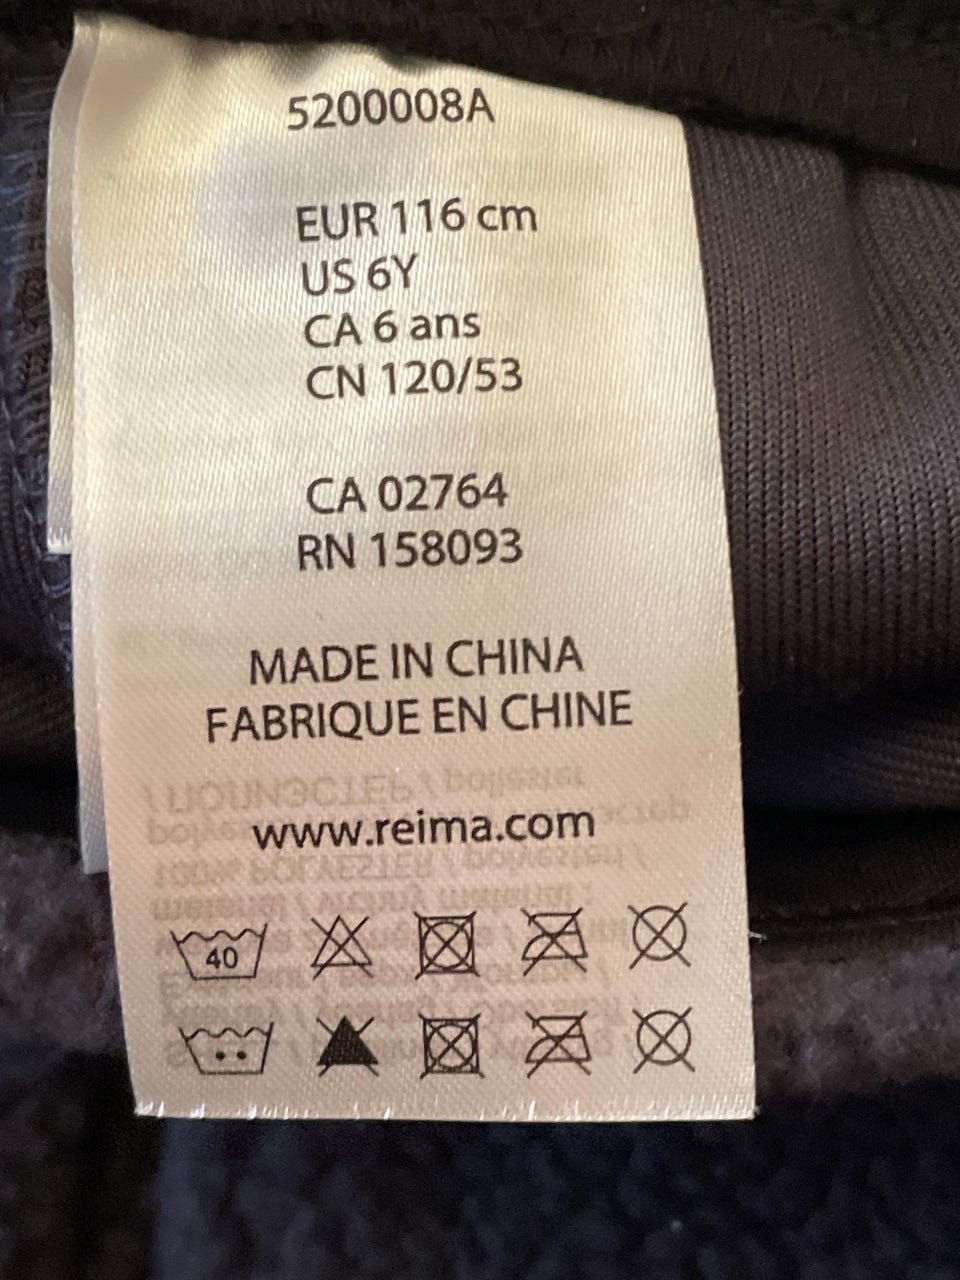 5200008A
EUR 116 cm
US 6Y
CA 6 ans
CN 120/53
CA 02764
RN 158093
MADE IN CHINA
FABRIQUE EN CHINE
www.reima.com
40